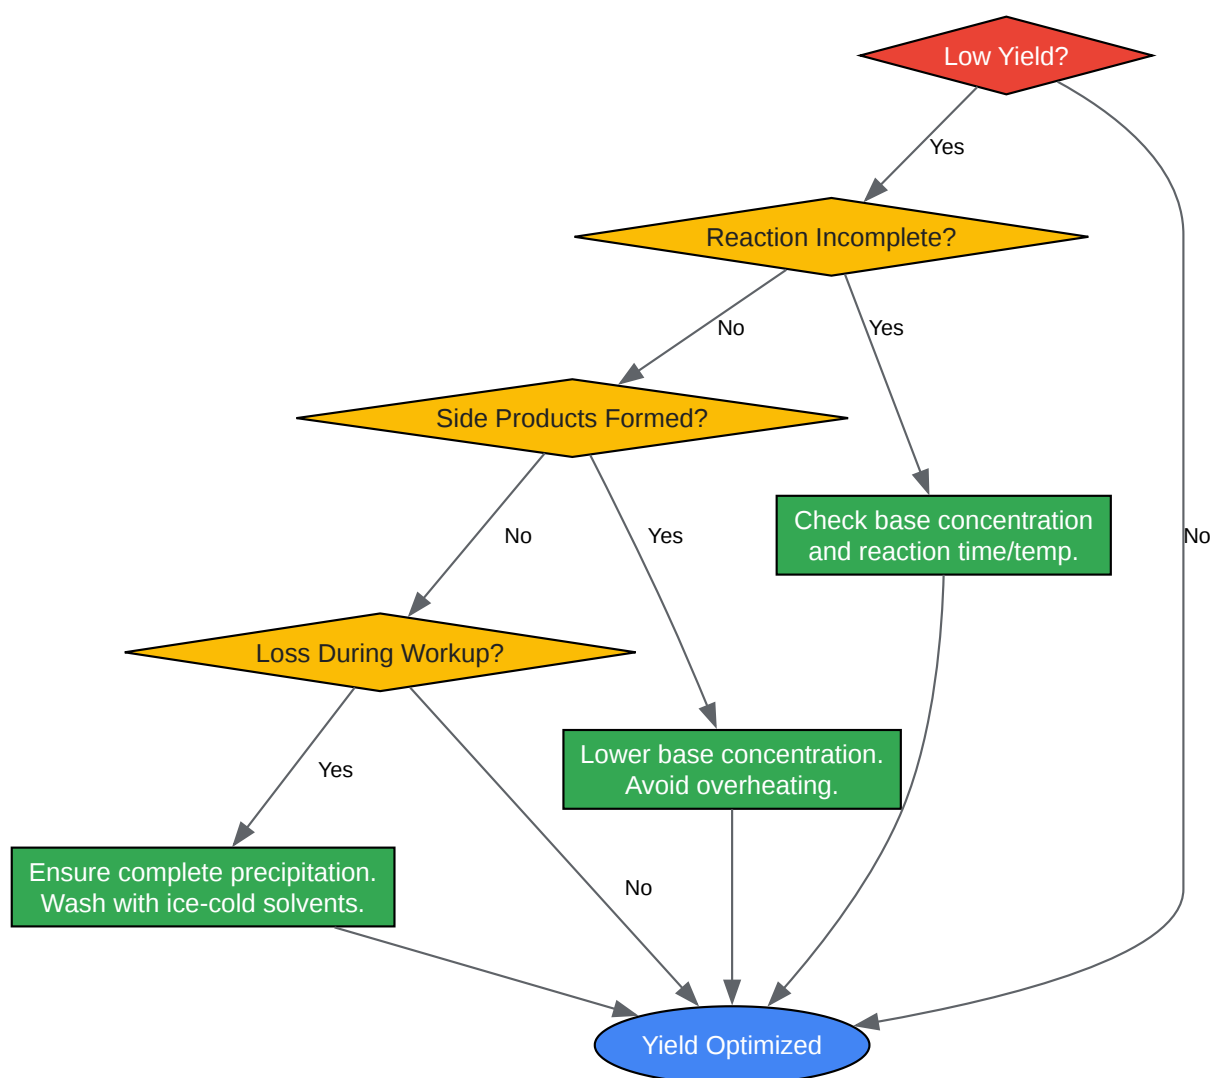 Low Yield?
Yes
Reaction Incomplete?
No
Yes
Side Products Formed?
Check base concentration
and reaction time/temp.
No
Yes
No
Loss During Workup?
Lower base concentration.
Avoid overheating.
Yes
Ensure complete precipitation.
Wash with ice-cold solvents.
No
Yield Optimized